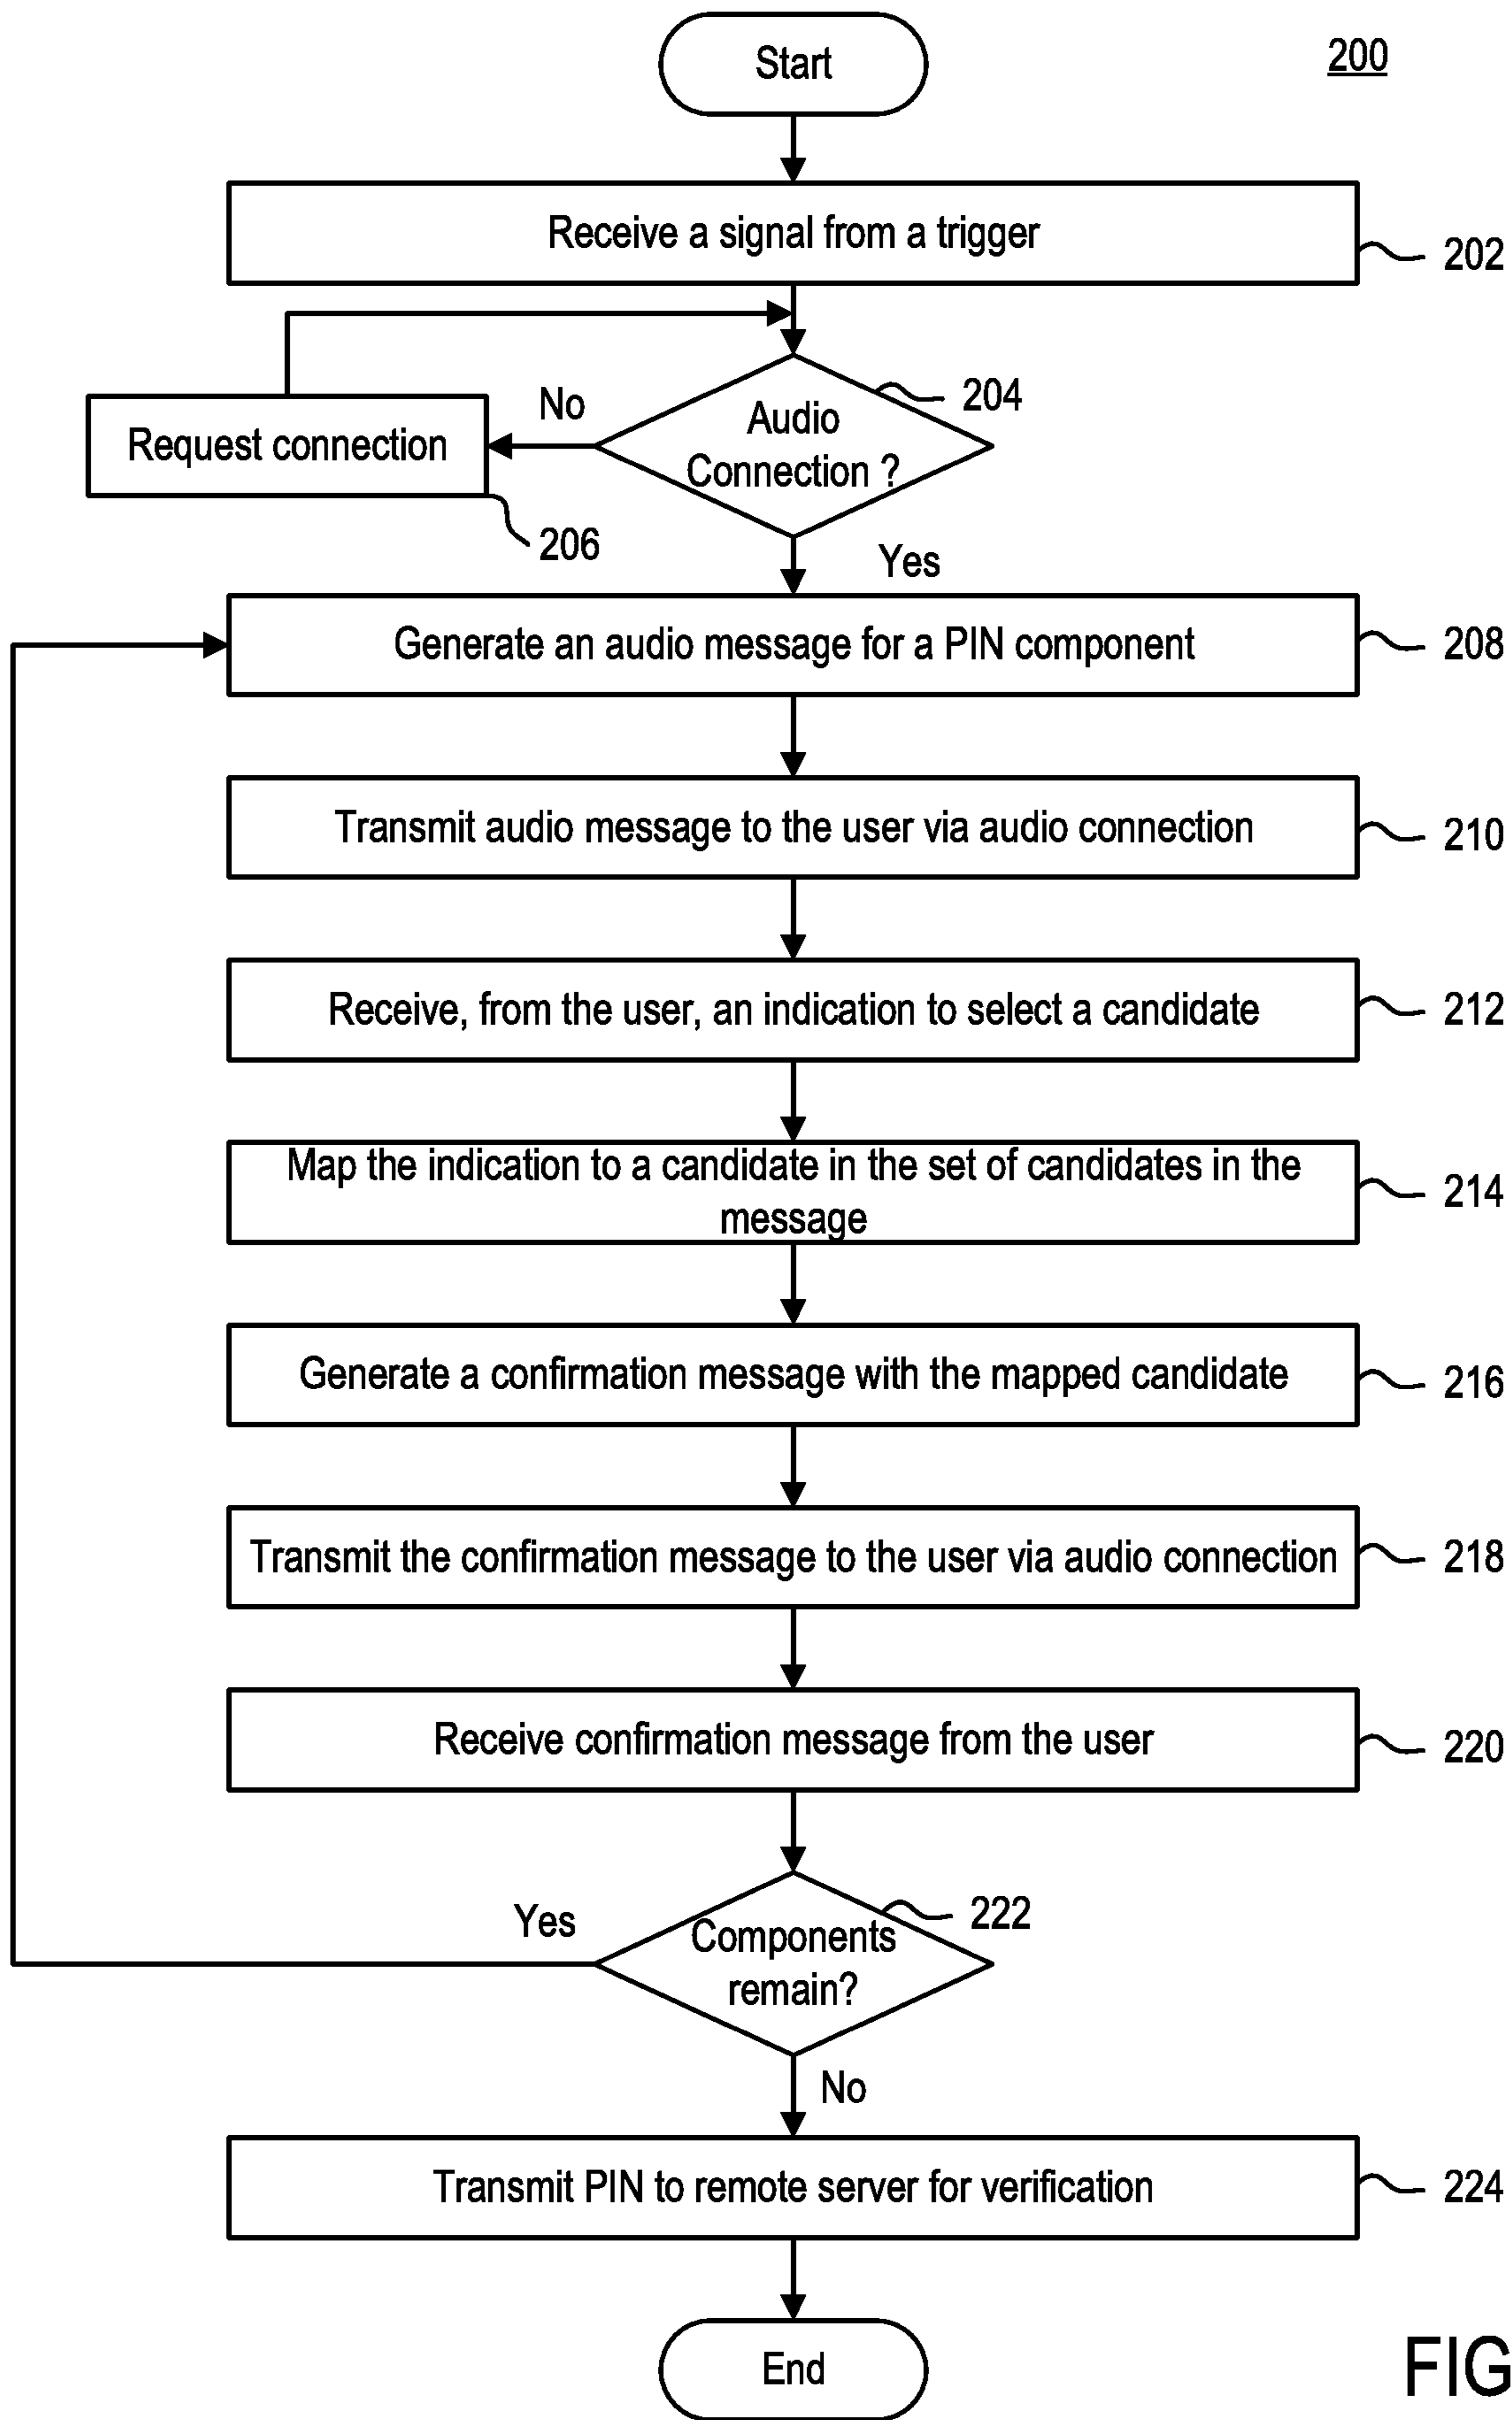 Start
200
Receive a signal from a trigger
202
204
No
Audio
Connection ?
Request connection
206
Yes
Generate an audio message for a PIN component
208
Transmit audio message to the user via audio connection
210
Receive, from the user, an indication to select a candidate
212
Map the indication to a candidate in the set of candidates in the
message
214
Generate a confirmation message with the mapped candidate
216
Transmit the confirmation message to the user via audio connection
218
Receive confirmation message from the user
220
222
Yes
Components
remain?
No
Transmit PIN to remote server for verification
224
End
FIG